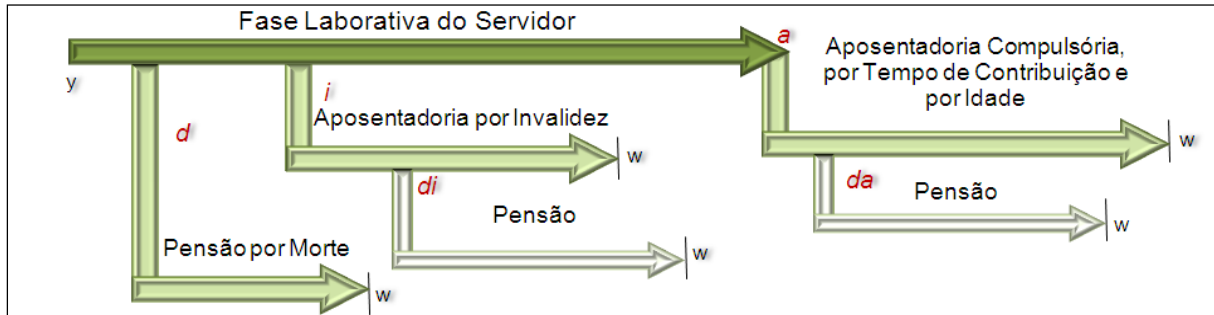 Fase Laborativa do Servidor
a
Aposentadoria Compulsória,
por Tempo de Contribuição e
por Idade
y
i
d
Aposentadoria por Invalidez
w
w
di
da
Pensão
Pensão
w
Pensão por Morte
w
w